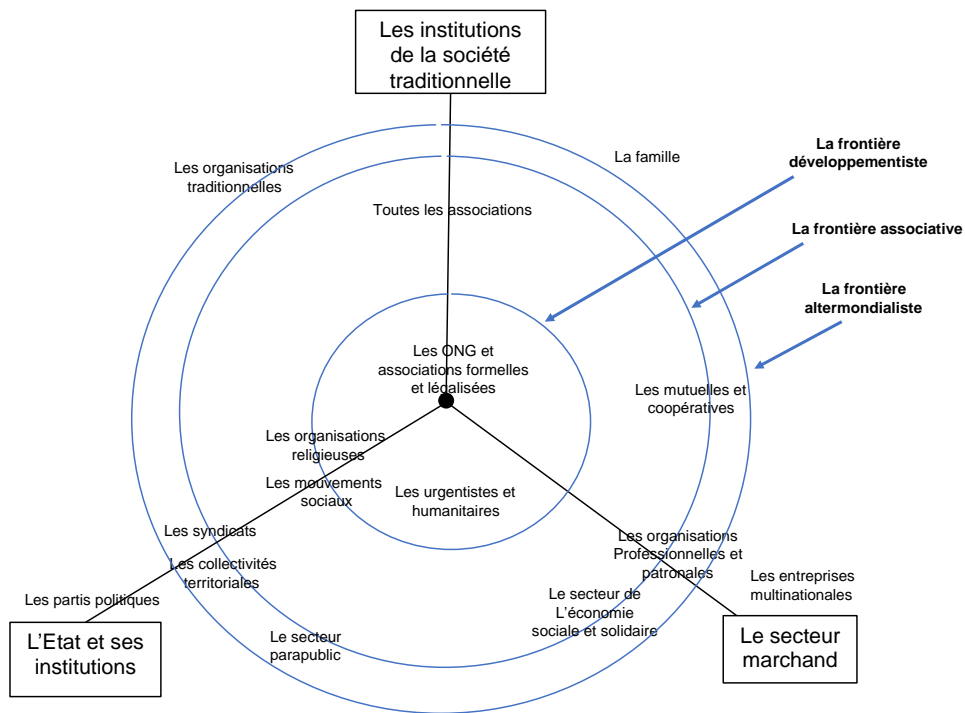 Les institutions
de la société
traditionnelle
La frontière
développementiste
La famille
Les organisations
traditionnelles
Toutes les associations
La frontière associative
La frontière
altermondialiste
Les ONG et
associations formelles
et légalisées
Les mutuelles et
coopératives
Les organisations
religieuses
Les mouvements
sociaux
Les urgentistes et
humanitaires
Les syndicats
Les organisations
Professionnelles et
patronales
Les collectivités
territoriales
Les entreprises
multinationales
Les partis politiques
Le secteur de
L'économie
sociale et solidaire
L'Etat et ses
institutions
Le secteur
parapublic
Le secteur
marchand